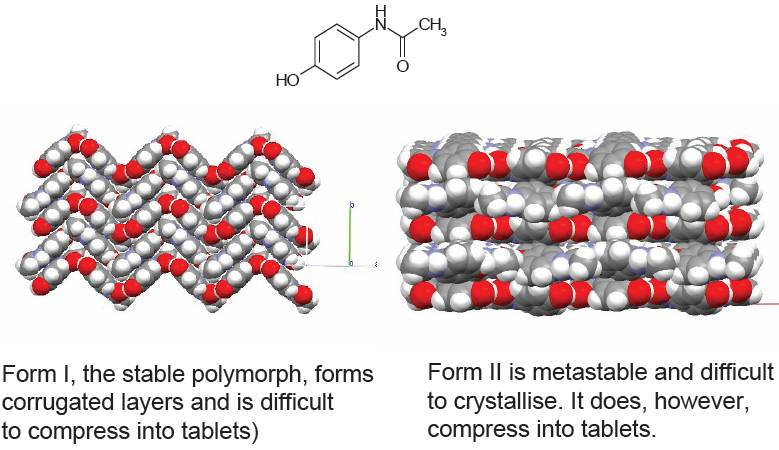 H
N
CH3
HO
O
b
0
a
Form I, the stable polymorph, forms
corrugated layers and is difficult
to compress into tablets)
Form II is metastable and difficult
to crystallise. It does, however,
compress into tablets.